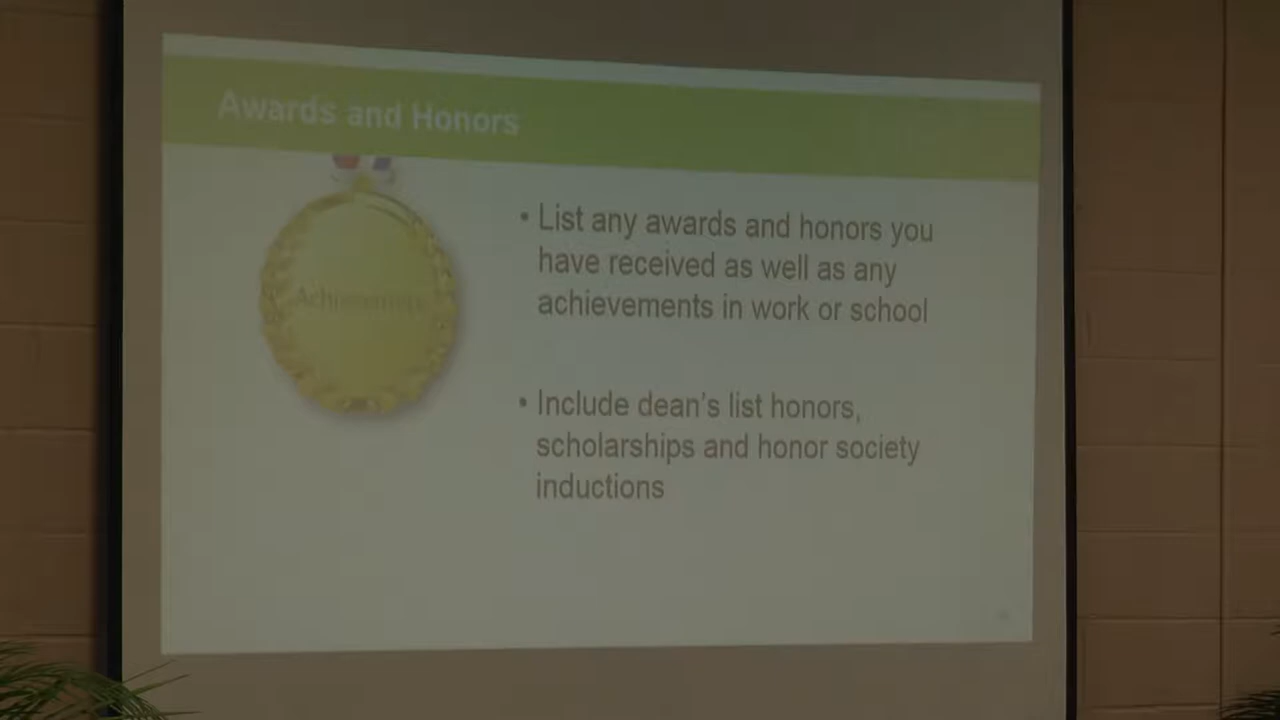 Awards and Honors
Achievement
• List any awards and honors you
have received as well as any
achievements in work or school
• Include dean's list honors,
scholarships and honor society
inductions